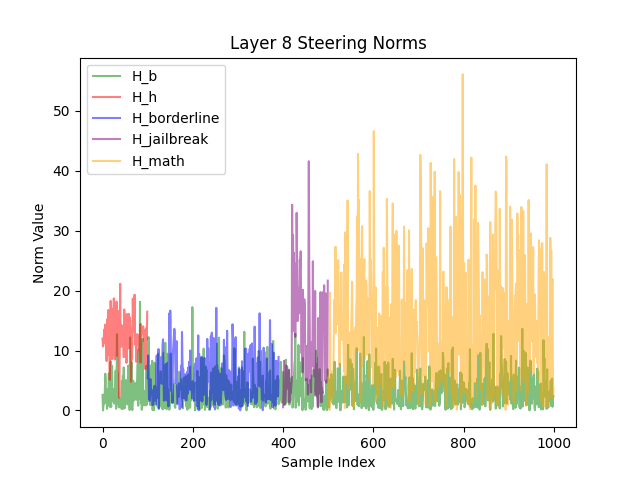 Layer 8 Steering Norms
H_b
H_h
H_borderline
H_jailbreak
H_math
Norm Value
50
40
30
20
10
0
0 200 400 600 800 1000
Sample Index